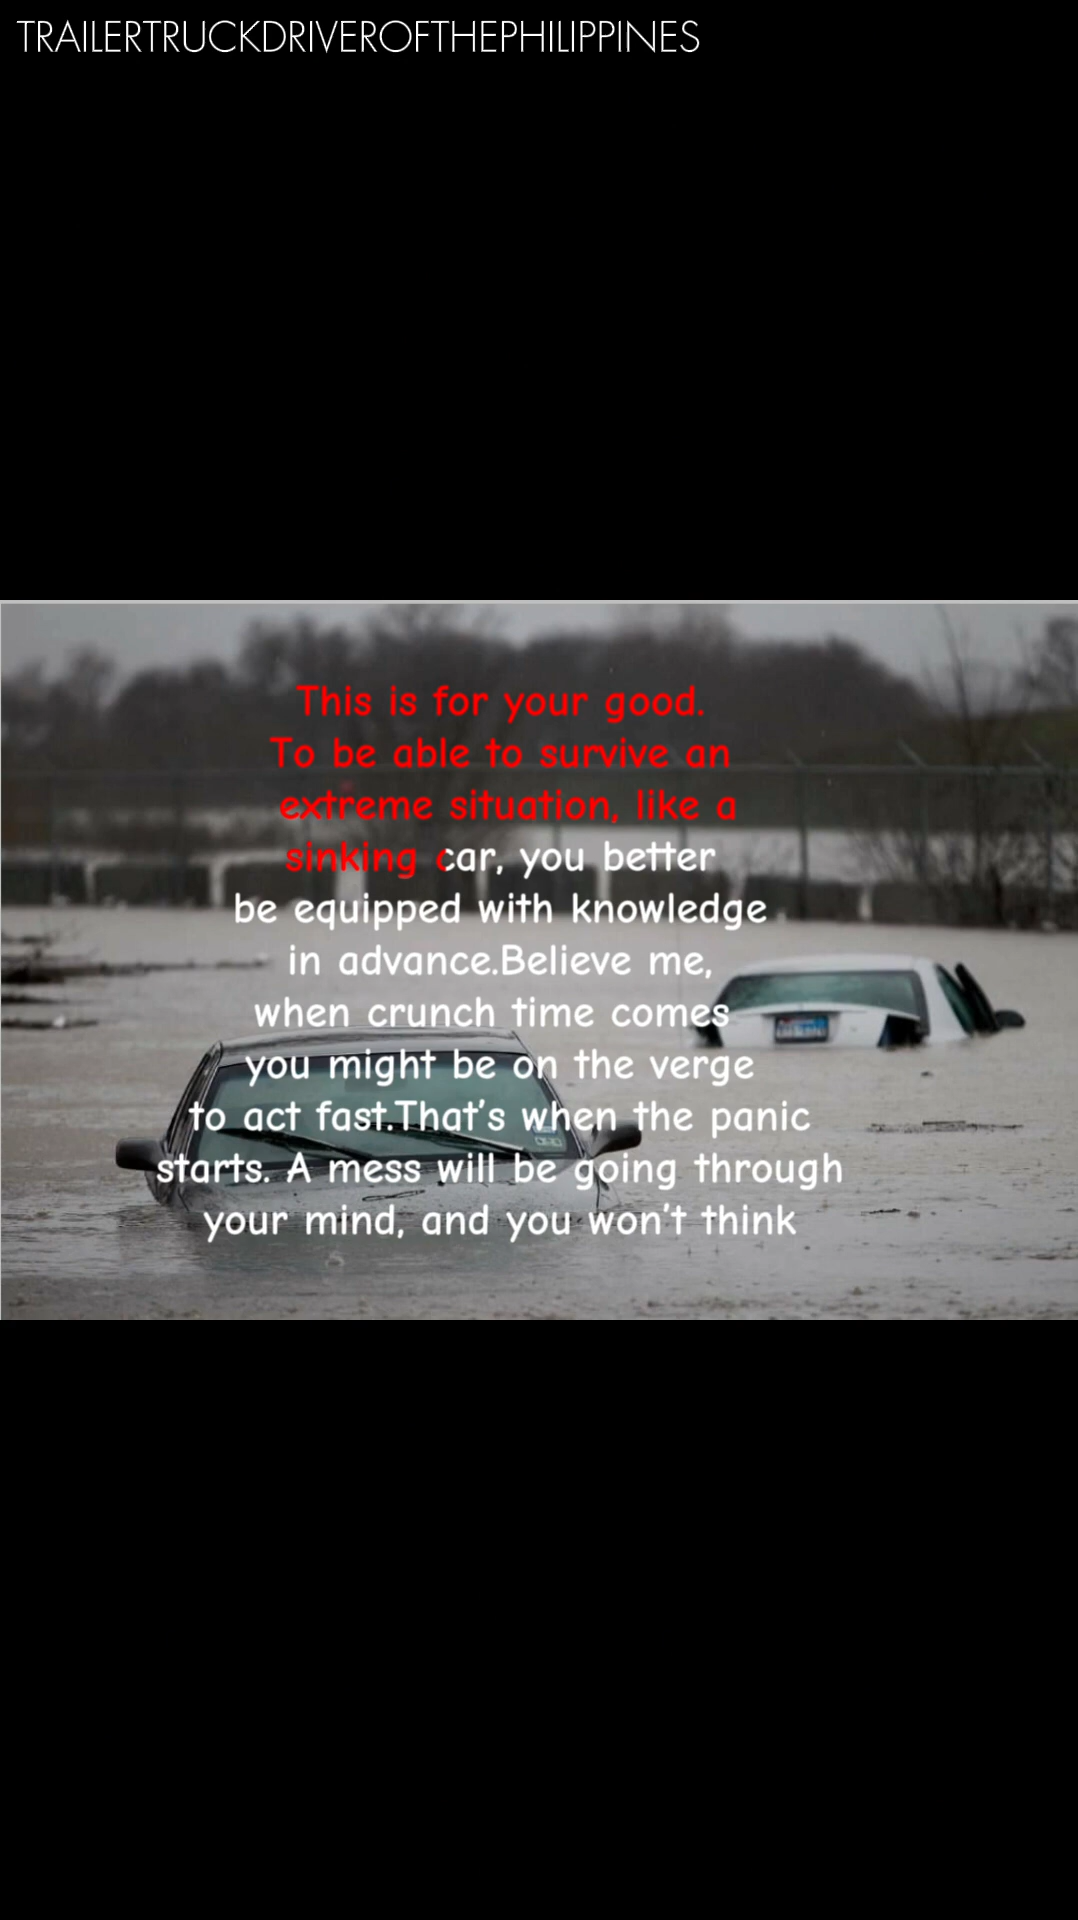 TRAILERTRUCKDRIVEROFTHEPHILIPPINES
This is for your good.
To be able to survive an
extreme situation, like a
sinking car, you better
be equipped with knowledge
in advance.Believe me,
when crunch time comes
you might be on the verge
to act fast.That's when the panic
starts. A mess will be going through
your mind, and you won't think